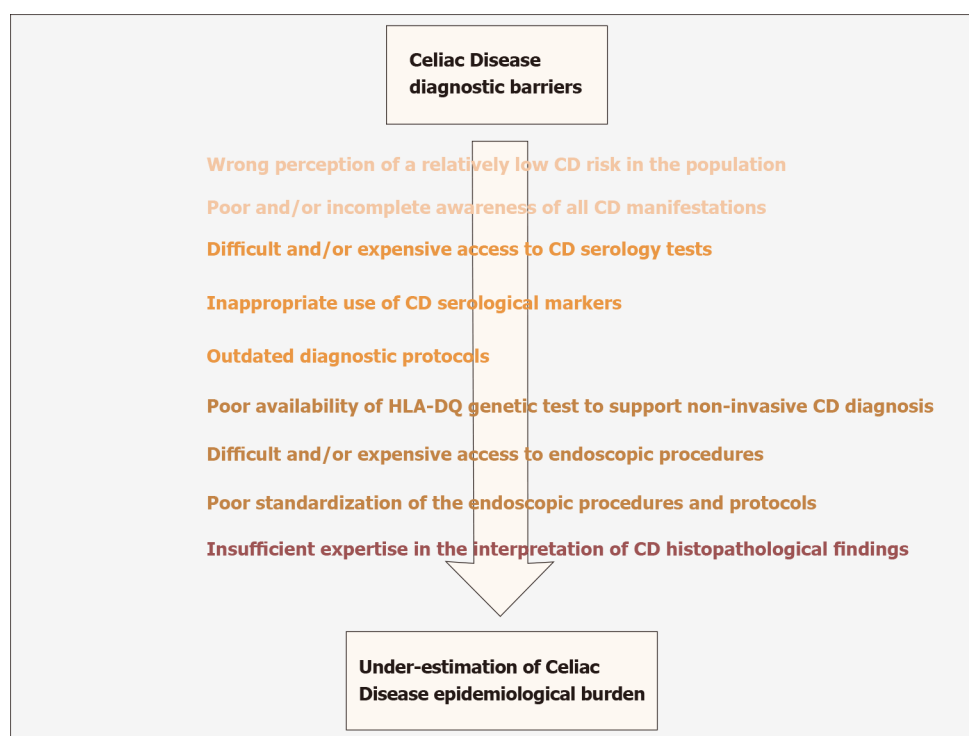 Celiac Disease
diagnostic barriers
Wrong perception of a relatively low CD risk in the population
Poor and/or incomplete awareness of all CD manifestations
Difficult and/or expensive access to CD serology tests
Inappropriate use of CD serological markers
Outdated diagnostic protocols
Poor availability of HLA-DQ genetic test to support non-invasive CD diagnosis
Difficult and/or expensive access to endoscopic procedures
Poor standardization of the endoscopic procedures and protocols
Insufficient expertise in the interpretation of CD histopathological findings
Under-estimation of Celiac
Disease epidemiological burden